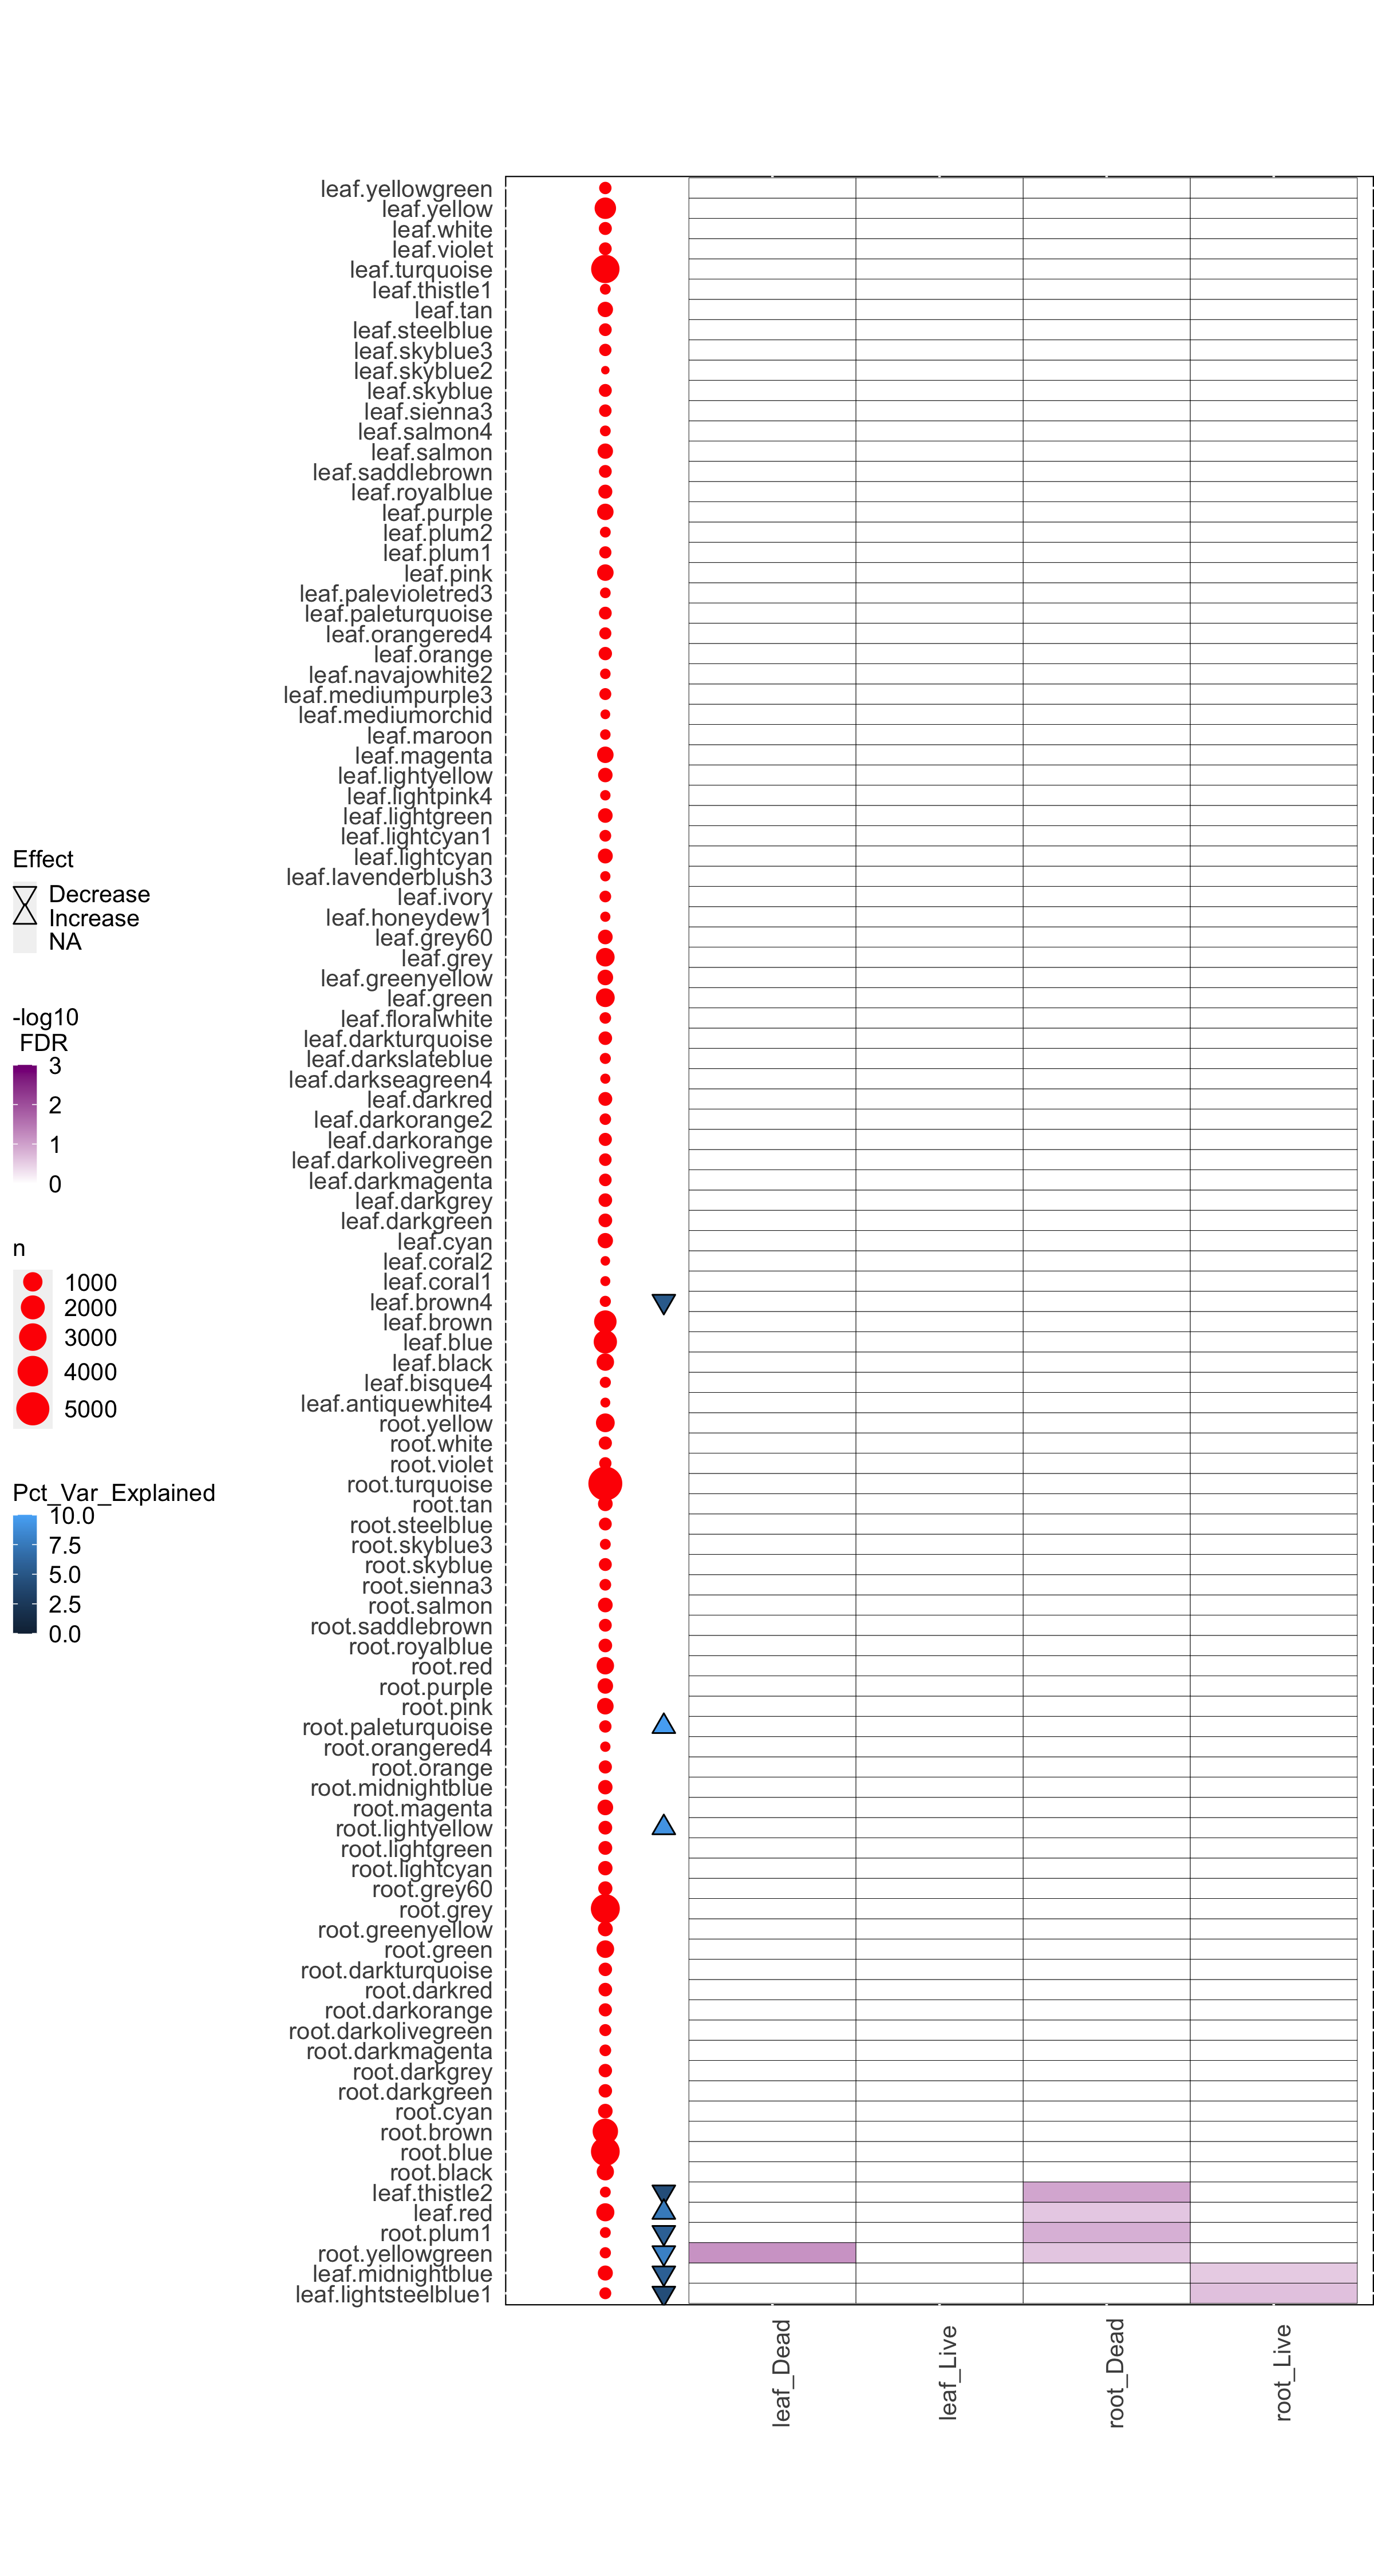 leaf.yellowgreen
leaf.yellow
leaf.white
leaf.violet
leaf.turquoise
leaf.thistle1
leaf.tan
leaf.steelblue
leaf.skyblue3
leaf.skyblue2
leaf.skyblue
leaf.sienna3
leaf.salmon4
leaf.salmon
leaf.saddlebrown
leaf.royalblue
leaf.purple
leaf.plum2
leaf.plum1
leaf.pink
leaf.palevioletred3
leaf.paleturquoise
leaf.orangered4
leaf.orange
leaf.navajowhite2
leaf.mediumpurple3
leaf.mediumorchid
leaf.maroon
leaf.magenta
leaf.lightyellow
leaf.lightpink4
leaf.lightgreen
leaf.lightcyan1
leaf.lightcyan
leaf.lavenderblush3
leaf.ivory
leaf.honeydew1
leaf.grey60
leaf.grey
leaf.greenyellow
leaf.green
leaf.floralwhite
leaf.darkturquoise
leaf.darkslateblue
leaf.darkseagreen4
leaf.darkred
leaf.darkorange2
leaf.darkorange
leaf.darkolivegreen
leaf.darkmagenta
leaf.darkgrey
leaf.darkgreen
leaf.cyan
leaf.coral2
leaf.coral1
leaf.brown4
leaf.brown
leaf.blue
leaf.black
leaf.bisque4
leaf.antiquewhite4
root.yellow
root.white
root.violet
root.turquoise
root.tan
root.steelblue
root.skyblue3
root.skyblue
root.sienna3
root.salmon
root.saddlebrown
root.royalblue
root.red
root.purple
root.pink
root.paleturquoise
root.orangered4
root.orange
root.midnightblue
root.magenta
root.lightyellow
root.lightgreen
root.lightcyan
root.grey60
root.grey
root.greenyellow
root.green
root.darkturquoise
root.darkred
root.darkorange
root.darkolivegreen
root.darkmagenta
root.darkgrey
root.darkgreen
root.cyan
root.brown
root.blue
root.black
leaf.thistle2
leaf.red
root.plum1
root.yellowgreen
leaf.midnightblue
leaf.lightsteelblue1
leaf_Dead
leaf_Live
root_Dead
root_Live
Effect
Decrease
Increase
NA
-log10
FDR
3
2
1
0
n
1000
2000
3000
4000
5000
Pct_Var_Explained
10.0
7.5
5.0
2.5
0.0